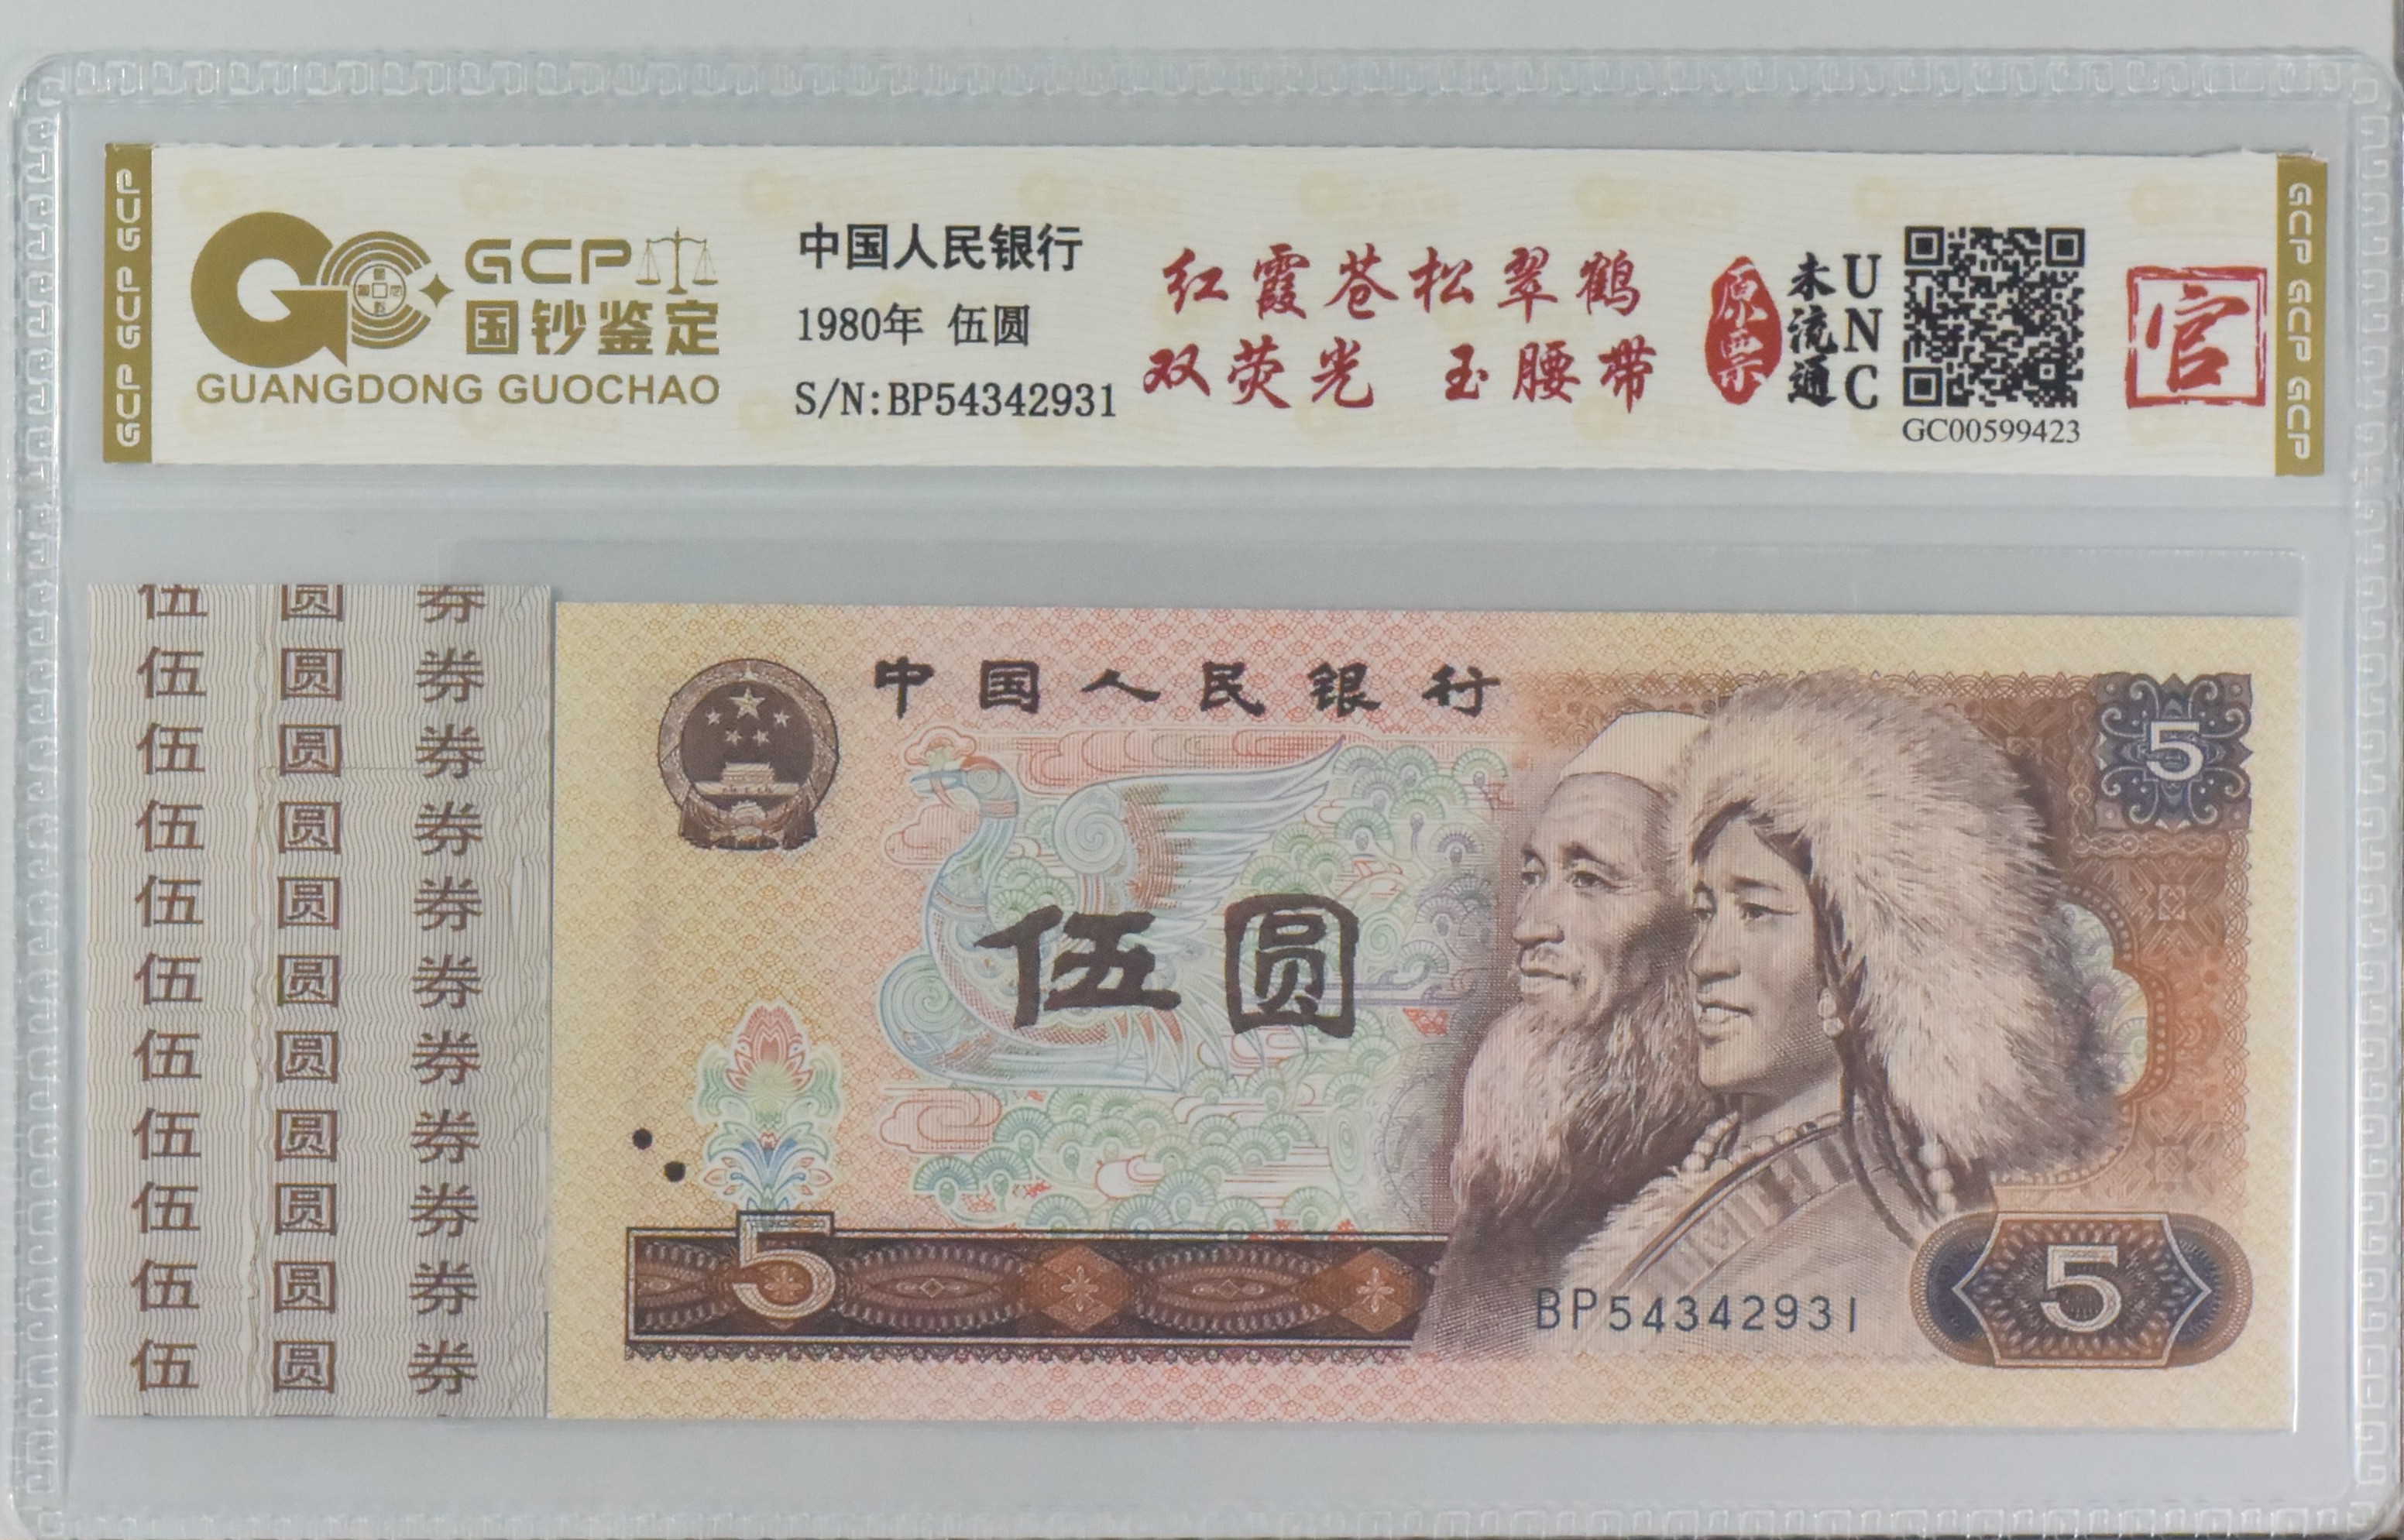 GCP GCP GCP
GCP
国钞鉴定
GUANGDONG GUOCHAO
中国人民银行
1980年 伍圆
S/N:BP54342931
红霞苍松翠鹤
双荧光 玉腰带
原票
未流通
UNC
GC00599423
官
GCP GCP GCP
伍 圆 券
伍 圆 券
伍 圆 券
伍 圆 券
伍 圆 券
伍 圆 券
伍 圆 券
伍 圆 券
伍 圆 券
伍 圆 券
伍 圆 券
中国人民银行
5
伍圆
5
BP54342931
5